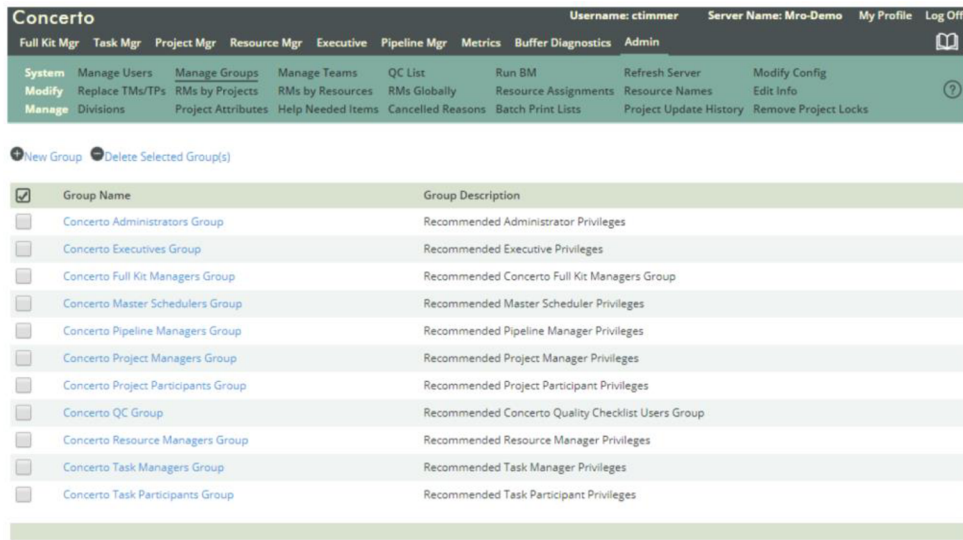 Concerto Username: ctimmer Server Name: Mro-Demo My Profile Log Off
Full Kit Mgr Task Mgr Project Mgr Resource Mgr Executive Pipeline Mgr Metrics Buffer Diagnostics Admin
System Manage Users Manage Groups Manage Teams QC List Run BM Refresh Server Modify Config
Modify Replace TMs/TPs RMs by Projects RMs by Resources RMs Globally Resource Assignments Resource Names Edit Info
Manage Divisions Project Attributes Help Needed Items Cancelled Reasons Batch Print Lists Project Update History Remove Project Locks
New Group Delete Selected Group(s)
Group Name Group Description
Concerto Administrators Group Recommended Administrator Privileges
Concerto Executives Group Recommended Executive Privileges
Concerto Full Kit Managers Group Recommended Concerto Full Kit Managers Group
Concerto Master Schedulers Group Recommended Master Scheduler Privileges
Concerto Pipeline Managers Group Recommended Pipeline Manager Privileges
Concerto Project Managers Group Recommended Project Manager Privileges
Concerto Project Participants Group Recommended Project Participant Privileges
Concerto QC Group Recommended Concerto Quality Checklist Users Group
Concerto Resource Managers Group Recommended Resource Manager Privileges
Concerto Task Managers Group Recommended Task Manager Privileges
Concerto Task Participants Group Recommended Task Participant Privileges